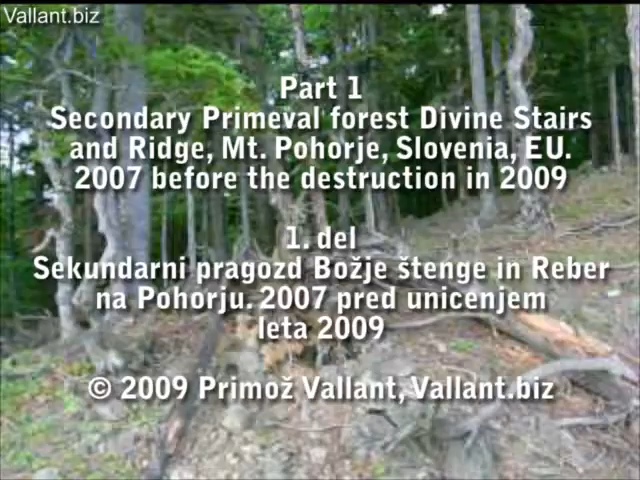 Vallant.biz
Part 1
Secondary Primeval forest Divine Stairs
and Ridge, Mt. Pohorje, Slovenia, EU.
2007 before the destruction in 2009
1. del
Sekundarni pragozd Božje štenge in Reber
na Pohorju. 2007 pred unicenjem
leta 2009
© 2009 Primož Vallant, Vallant.biz